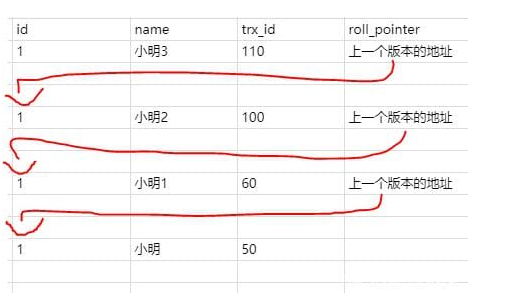 id name trx_id roll_pointer
1 小明3 110 上一个版本的地址
1 小明2 100 上一个版本的地址
1 小明1 60 上一个版本的地址
1 小明 50